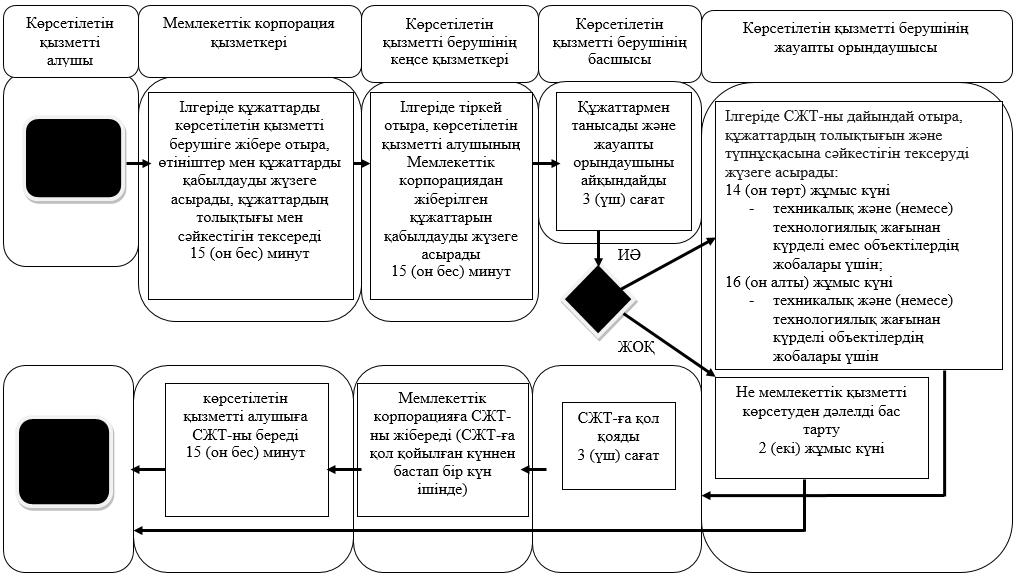 Көрсетілетін
қызметті
алушы
Мемлекеттік корпорация
қызметкері
Көрсетілетін
қызметті берушінің
кеңсе қызметкері
Көрсетілетін
қызметті берушінің
басшысы
Көрсетілетін қызметті берушінің
жауапты орындаушысы
Ілгеріде құжаттарды
көрсетілетін қызметті
берушіге жібере отыра,
өтініштер мен құжаттарды
қабылдауды жүзеге
асырады, құжаттардың
толықтығы мен
сәйкестігін тексереді
15 (он бес) минут
Ілгеріде тіркей
отыра, көрсетілетін
қызметті алушының
Мемлекеттік
корпорациядан
жіберілген
құжаттарын
қабылдауды жүзеге
асырады
15 (он бес) минут
Құжаттармен
танысады және
жауапты
орындаушыны
айқындайды
3 (үш) сағат
Ілгеріде СЖТ-ны дайындай отыра,
құжаттардың толықтығын және
түпнұсқасына сәйкестігін тексеруді
жүзеге асырады:
14 (он төрт) жұмыс күні
- техникалық және (немесе)
технологиялық жағынан
күрделі емес объектілердің
жобалары үшін;
16 (он алты) жұмыс күні
- техникалық және (немесе)
технологиялық жағынан
күрделі объектілердің
жобалары үшін
ИӘ
ЖОҚ
Не мемлекеттік қызметті
көрсетуден дәлелді бас
тарту
2 (екі) жұмыс күні
көрсетілетін
қызметті алушыға
СЖТ-ны береді
15 (он бес) минут
Мемлекеттік
корпорацияға СЖТ-
ны жібереді (СЖТ-ға
қол қойылған күннен
бастап бір күн
ішінде)
СЖТ-ға қол
қояды
3 (үш) сағат